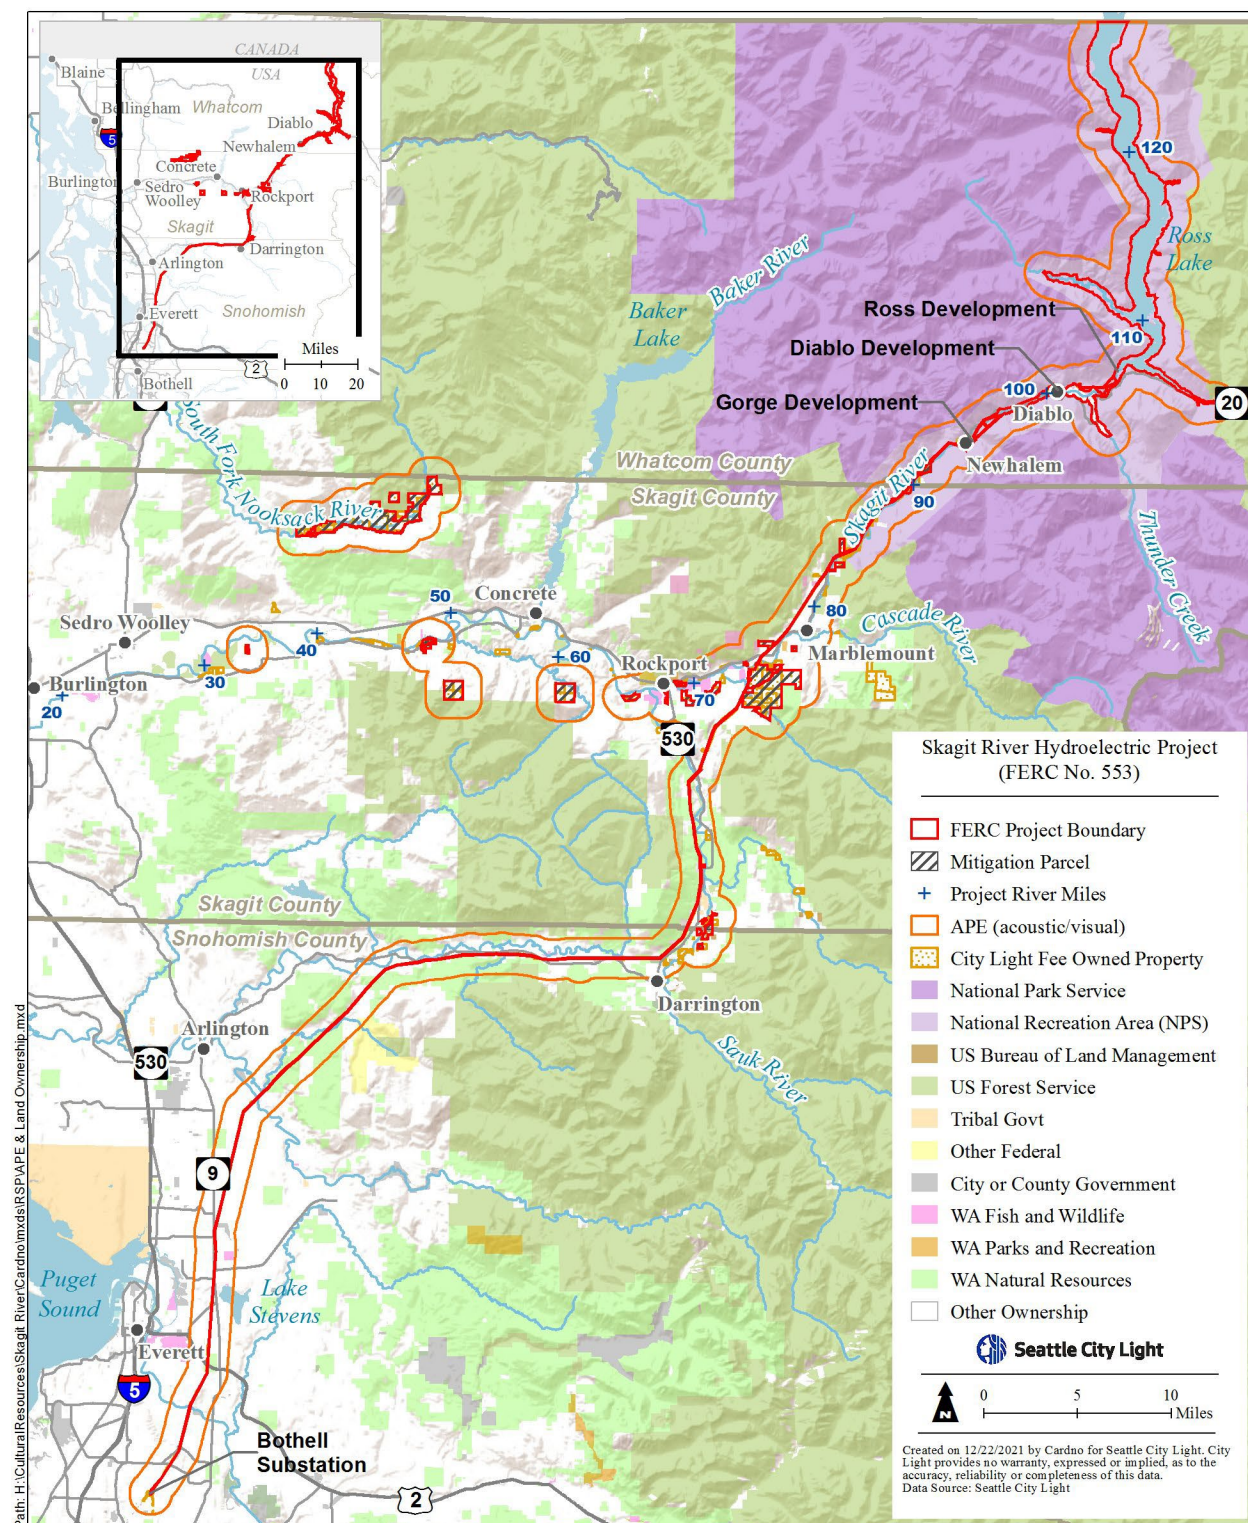 CANADA
USA
Blaine
Bellingham
Whatcom
Diablo
Newhalem
5
Concrete
Burlington
Sedro
Woolley
Rockport
Skagit
Darrington
Arlington
Snohomish
Everett
Miles
2
0 10 20
Bothell
120
Ross
Lake
Baker River
Baker
Lake
Ross Development
110
Diablo Development
100
Gorge Development
Diablo
20
Newhalem
South Fork Nooksack River
Whatcom County
Skagit County
Skagit River
90
Thunder Creek
50
Concrete
80
Cascade River
Sedro Woolley
40
Marblemount
60
Rockport
30
Burlington
70
20
530
Skagit County
Snohomish County
Darrington
Arlington
530
Sauk River
9
Puget
Sound
Lake
Stevens
Everett
5
Bothell
Substation
2
Skagit River Hydroelectric Project
(FERC No. 553)
FERC Project Boundary
Mitigation Parcel
Project River Miles
APE (acoustic/visual)
City Light Fee Owned Property
National Park Service
National Recreation Area (NPS)
US Bureau of Land Management
US Forest Service
Tribal Govt
Other Federal
City or County Government
WA Fish and Wildlife
WA Parks and Recreation
WA Natural Resources
Other Ownership
Seattle City Light
N
0 5 10
Miles
Created on 12/22/2021 by Cardno for Seattle City Light. City
Light provides no warranty, expressed or implied, as to the
accuracy, reliability or completeness of this data.
Data Source: Seattle City Light
Path: H:\CulturalResources\Skagit River\Cardno\mxds\RSP\APE & Land Ownership.mxd